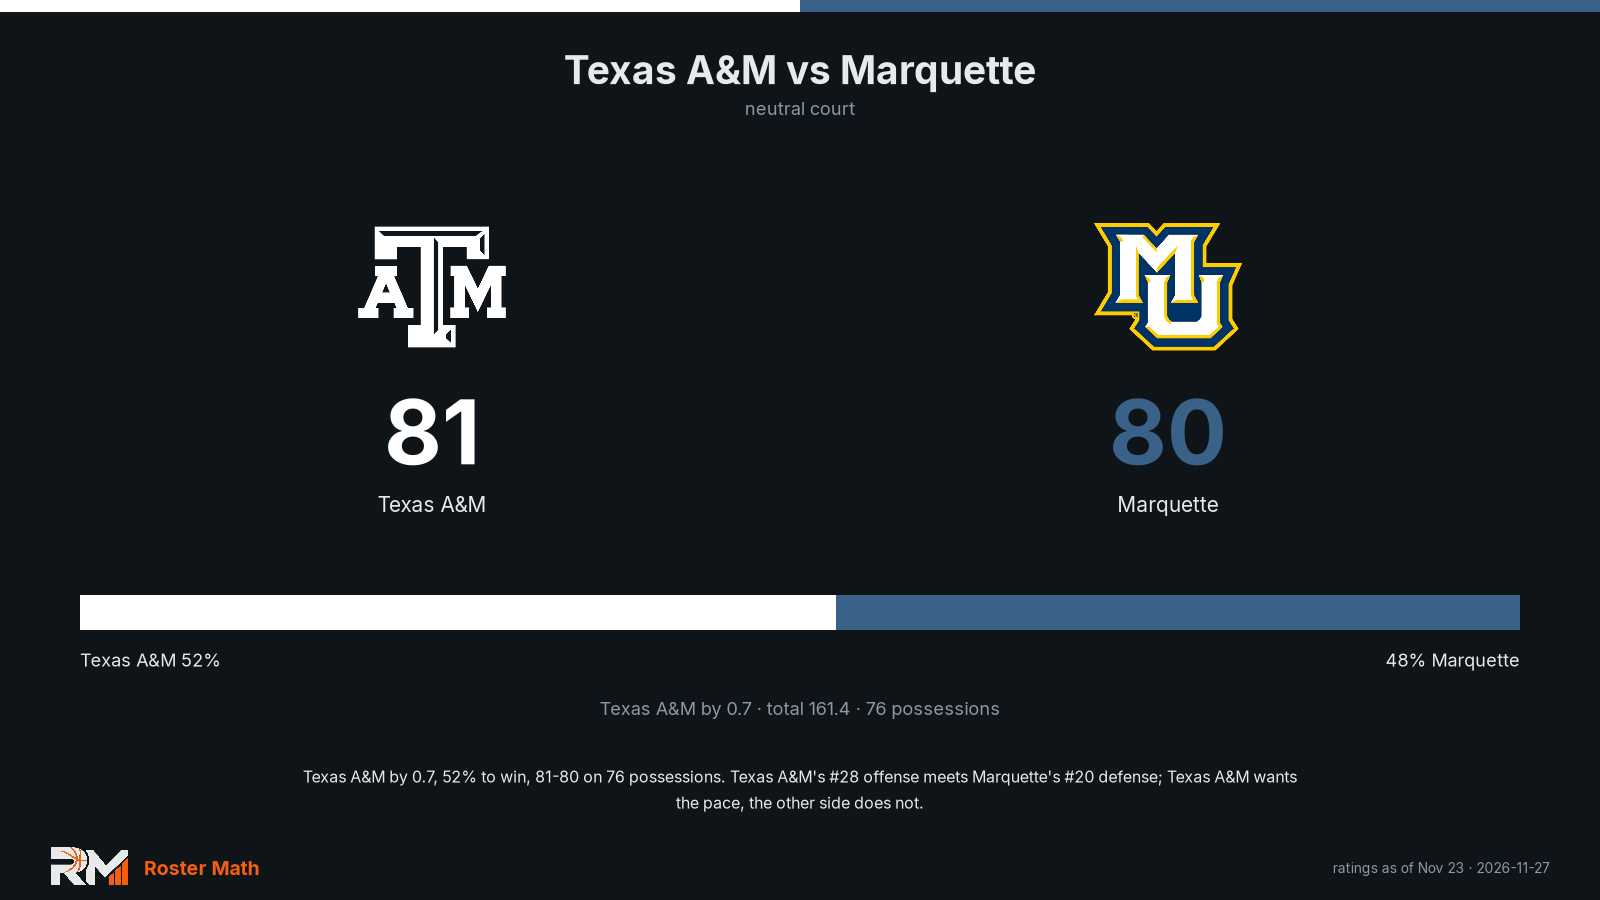 Texas A&M vs Marquette
neutral court
ATM
MU
81
80
Texas A&M
Marquette
Texas A&M 52%
48% Marquette
Texas A&M by 0.7 · total 161.4 · 76 possessions
Texas A&M by 0.7, 52% to win, 81-80 on 76 possessions. Texas A&M's #28 offense meets Marquette's #20 defense; Texas A&M wants
the pace, the other side does not.
RM Roster Math
ratings as of Nov 23 · 2026-11-27